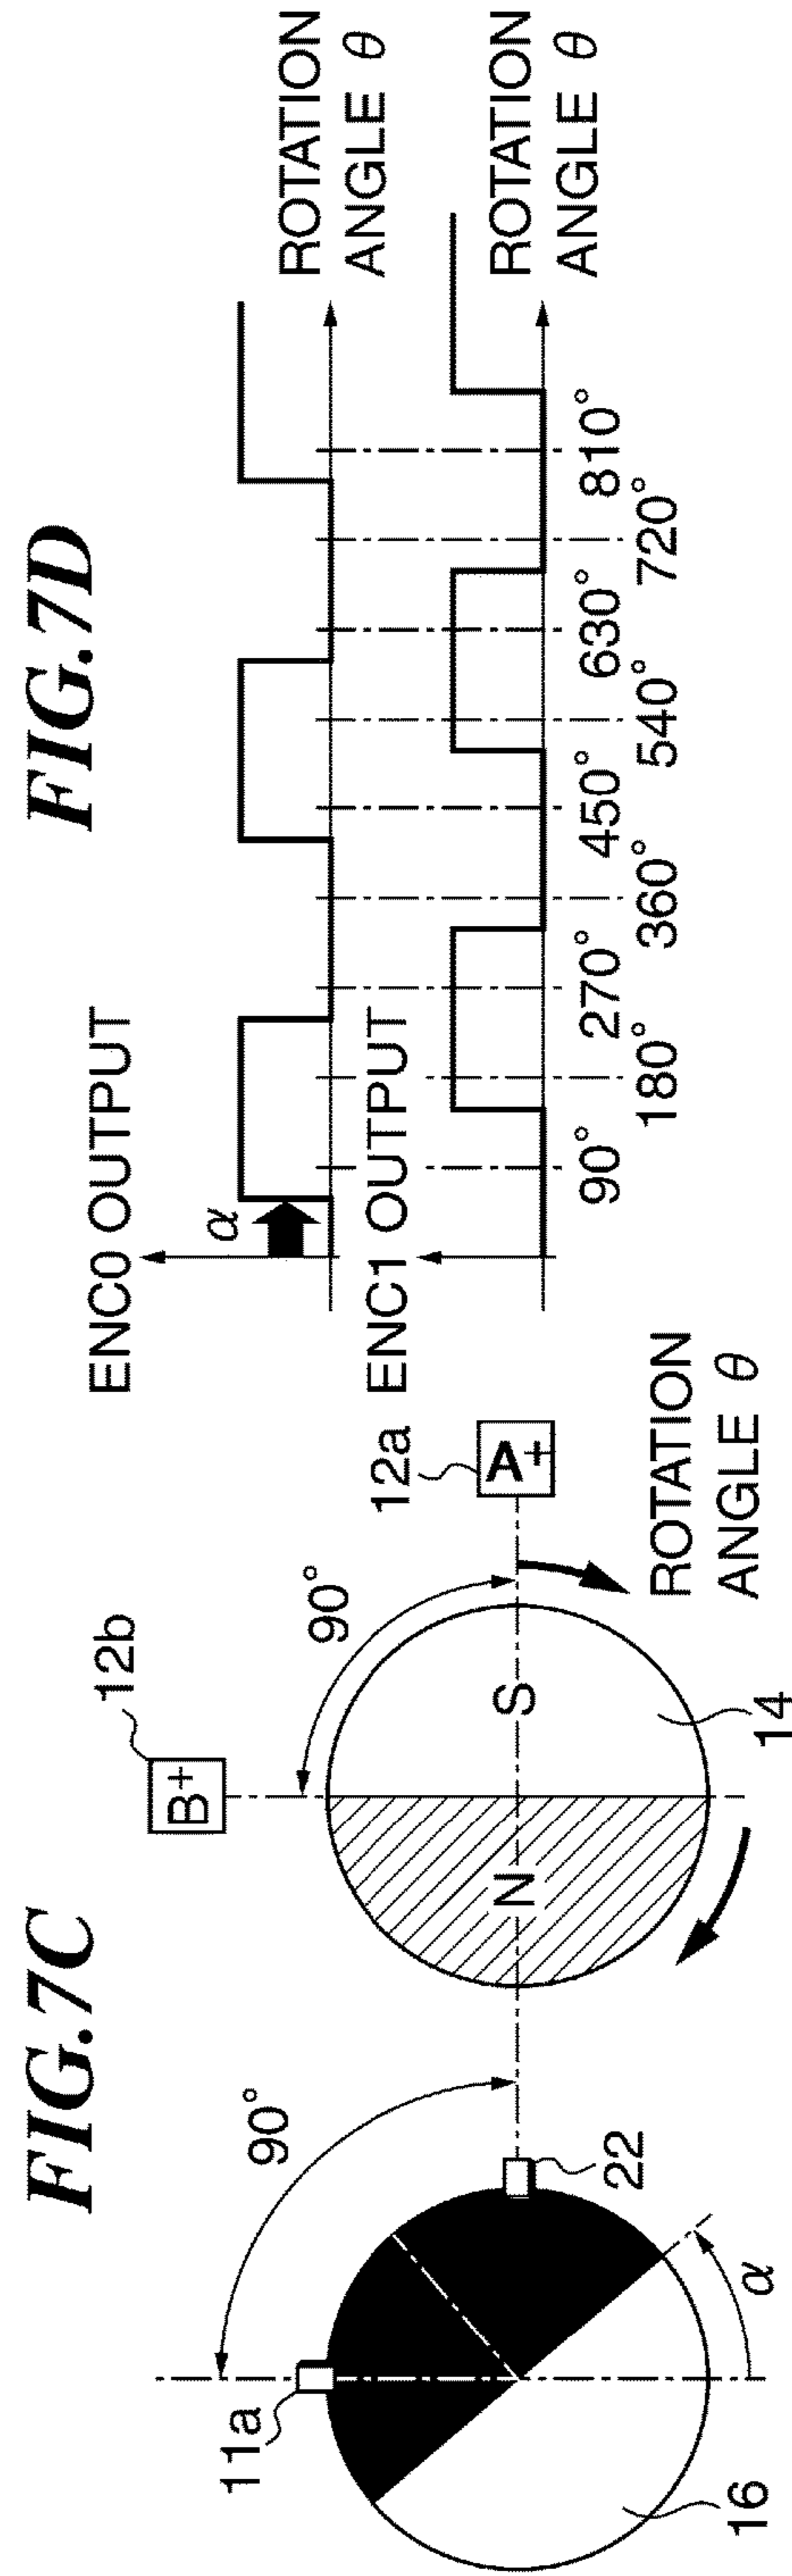 FIG.7C
90°
11a
22
α
16
12b
B+
90°
12a
A+
N
S
14
ROTATION
ANGLE θ
FIG.7D
ENC0 OUTPUT
α
ROTATION
ANGLE θ
ENC1 OUTPUT
ROTATION
ANGLE θ
90° 270° 450° 630° 810°
180° 360° 540° 720°